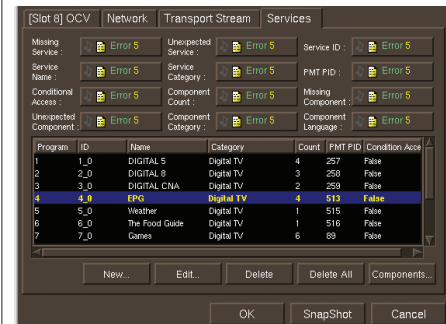 [Slot 8] OCV Network Transport Stream Services
Missing Service : Error 5 Unexpected Service : Error 5 Service ID : Error 5
Service Name : Error 5 Service Category : Error 5 PMT PID : Error 5
Conditional Access : Error 5 Component Count : Error 5 Missing Component : Error 5
Unexpected Component : Error 5 Component Category : Error 5 Component Language : Error 5
Program ID Name Category Count PMT PID Condition Acce
1 1_0 DIGITAL 5 Digital TV 4 257 False
2 2_0 DIGITAL 8 Digital TV 3 258 False
3 3_0 DIGITAL CNA Digital TV 2 259 False
4 4_0 EPG Digital TV 4 513 False
5 5_0 Weather Digital TV 1 515 False
6 6_0 The Food Guide Digital TV 1 516 False
7 7_0 Games Digital TV 6 89 False
New... Edit... Delete Delete All Components...
OK SnapShot Cancel